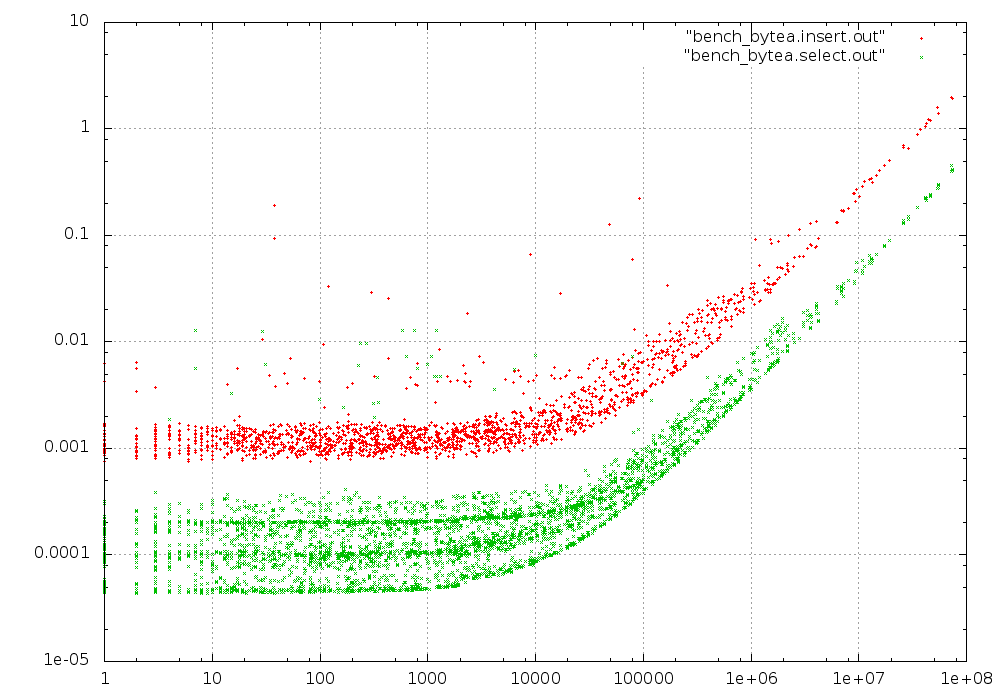 10
"bench_bytea.insert.out"
"bench_bytea.select.out"
1
0.1
0.01
0.001
0.0001
1e-05
1 10 100 1000 10000 100000 1e+06 1e+07 1e+08